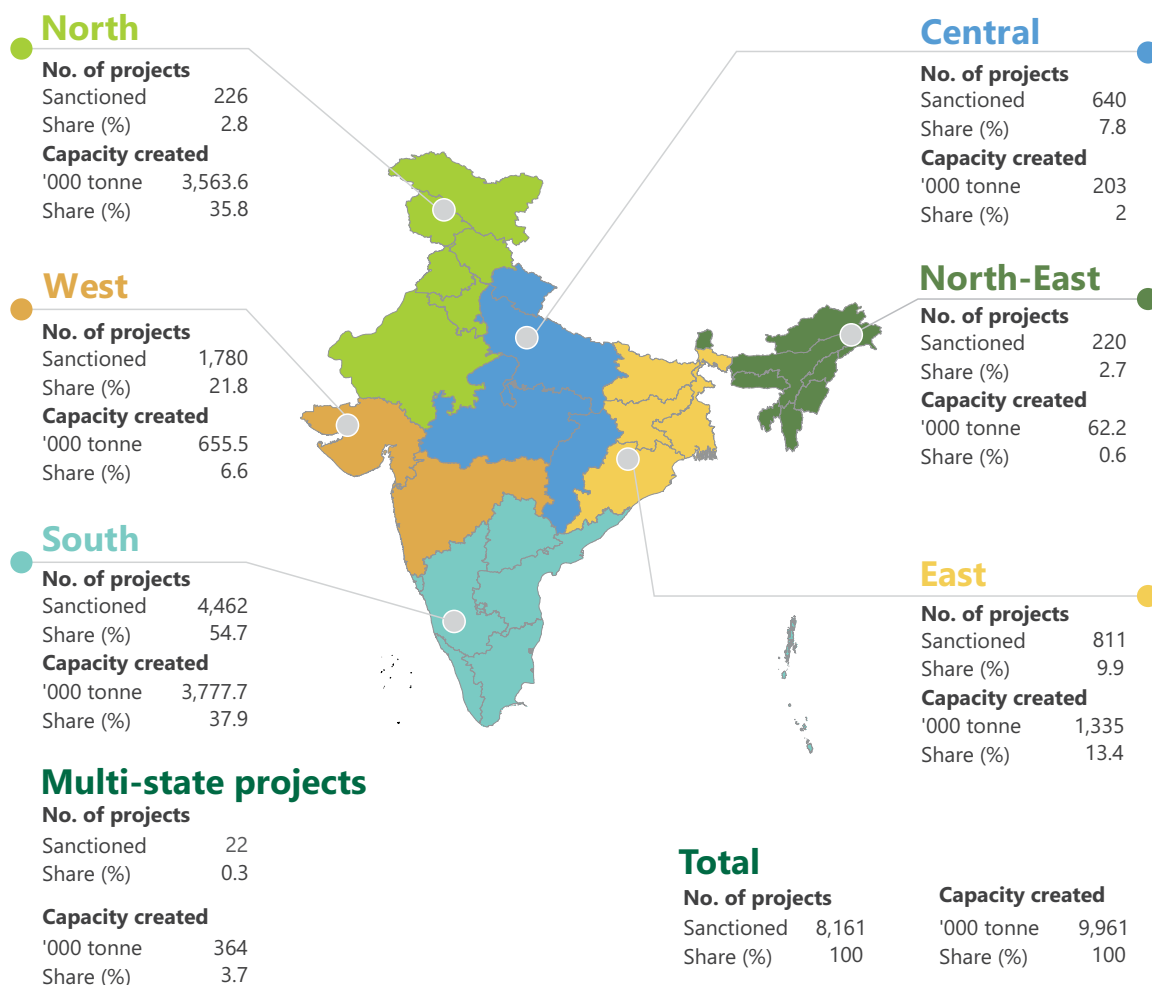 North
No. of projects
Sanctioned 226
Share (%) 2.8
Capacity created
'000 tonne 3,563.6
Share (%) 35.8
West
No. of projects
Sanctioned 1,780
Share (%) 21.8
Capacity created
'000 tonne 655.5
Share (%) 6.6
South
No. of projects
Sanctioned 4,462
Share (%) 54.7
Capacity created
'000 tonne 3,777.7
Share (%) 37.9
Multi-state projects
No. of projects
Sanctioned 22
Share (%) 0.3
Capacity created
'000 tonne 364
Share (%) 3.7
Central
No. of projects
Sanctioned 640
Share (%) 7.8
Capacity created
'000 tonne 203
Share (%) 2
North-East
No. of projects
Sanctioned 220
Share (%) 2.7
Capacity created
'000 tonne 62.2
Share (%) 0.6
East
No. of projects
Sanctioned 811
Share (%) 9.9
Capacity created
'000 tonne 1,335
Share (%) 13.4
Total
No. of projects
Sanctioned 8,161
Share (%) 100
Capacity created
'000 tonne 9,961
Share (%) 100